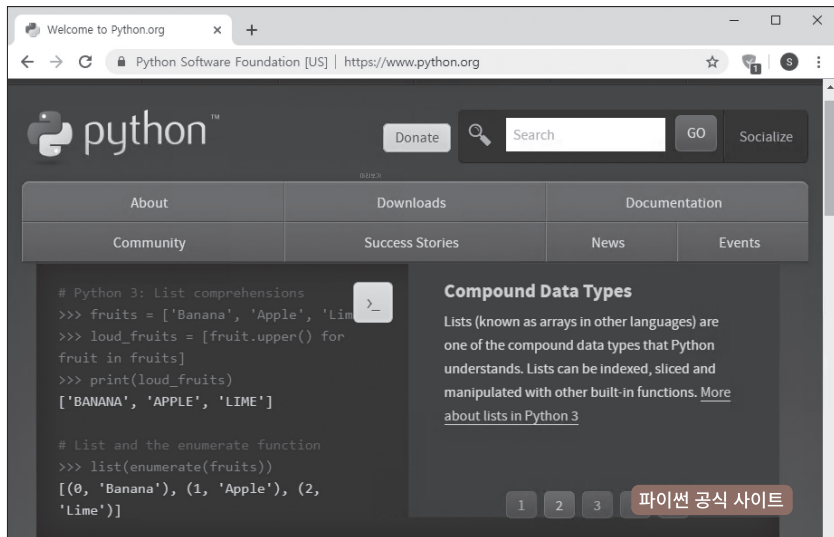 Welcome to Python.org
Python Software Foundation [US] | https://www.python.org
1 S
python™
Donate
Search
GO
Socialize
About
Downloads
Documentation
Community
Success Stories
News
Events
# Python 3: List comprehensions
>>> fruits = ['Banana', 'Apple', 'Lim
>>> loud_fruits = [fruit.upper() for
fruit in fruits]
>>> print(loud_fruits)
['BANANA', 'APPLE', 'LIME']
# List and the enumerate function
>>> list(enumerate(fruits))
[(0, 'Banana'), (1, 'Apple'), (2,
'Lime')]
>_
Compound Data Types
Lists (known as arrays in other languages) are
one of the compound data types that Python
understands. Lists can be indexed, sliced and
manipulated with other built-in functions. More
about lists in Python 3
1 2 3
파이썬 공식 사이트